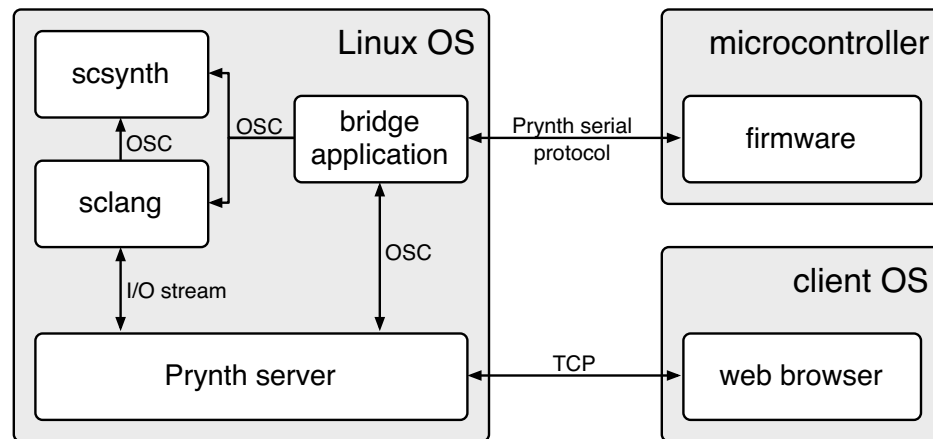 Linux OS
scsynth
OSC
sclang
OSC
bridge
application
I/O stream
OSC
Prynth server
Prynth serial
protocol
microcontroller
firmware
TCP
client OS
web browser